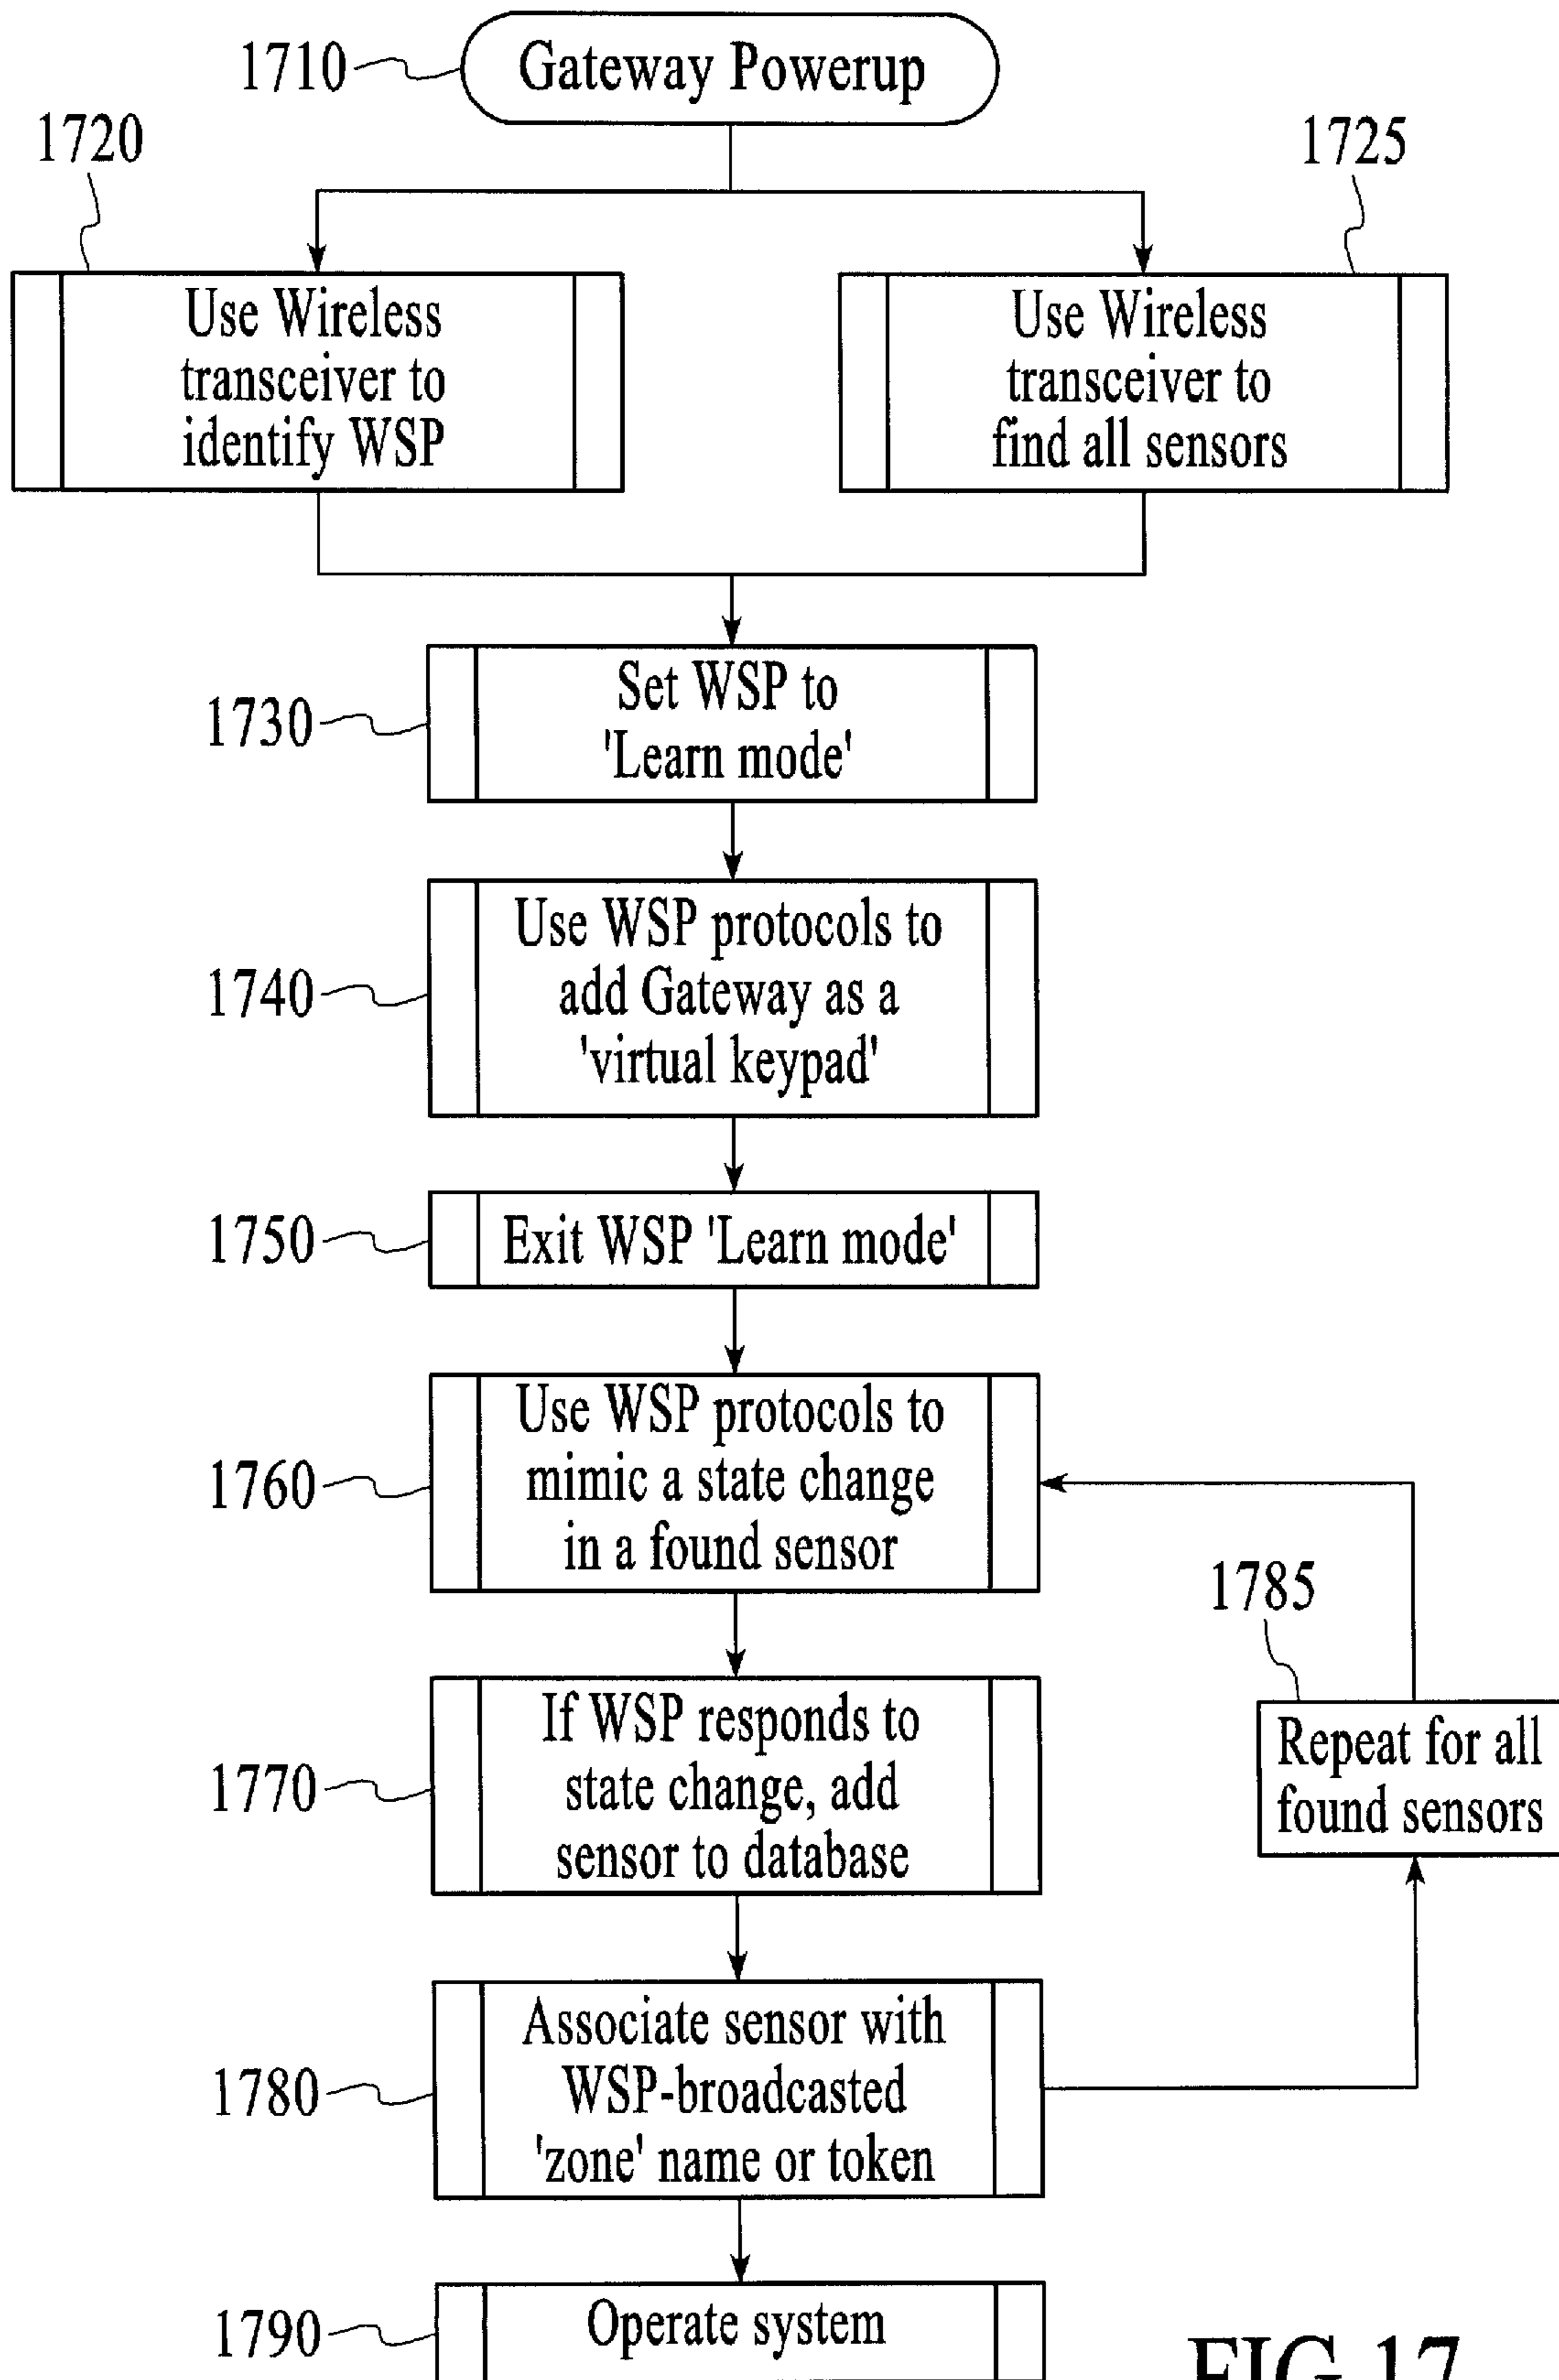 1710
Gateway Powerup
1720
1725
Use Wireless
transceiver to
identify WSP
Use Wireless
transceiver to
find all sensors
1730
Set WSP to
'Learn mode'
1740
Use WSP protocols to
add Gateway as a
'virtual keypad'
1750
Exit WSP 'Learn mode'
1760
Use WSP protocols to
mimic a state change
in a found sensor
1785
Repeat for all
found sensors
1770
If WSP responds to
state change, add
sensor to database
1780
Associate sensor with
WSP-broadcasted
'zone' name or token
1790
Operate system
FIG 17